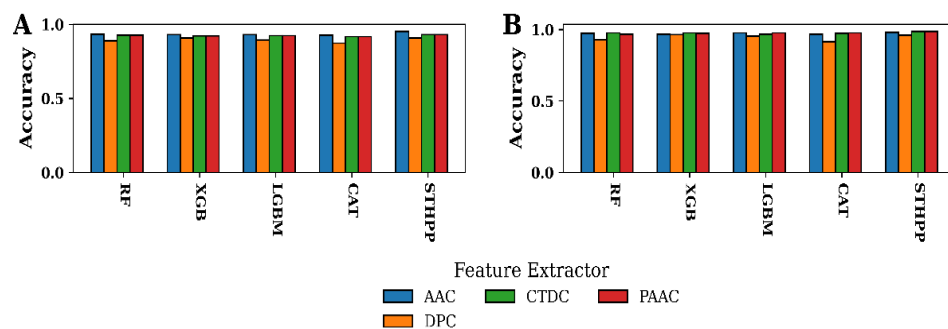 A
B
1.0
0.5
0.0
Accuracy
RF
XGB
LGBM
CAT
STHPP
1.0
0.5
0.0
Accuracy
RF
XGB
LGBM
CAT
STHPP
Feature Extractor
AAC
CTDC
PAAC
DPC